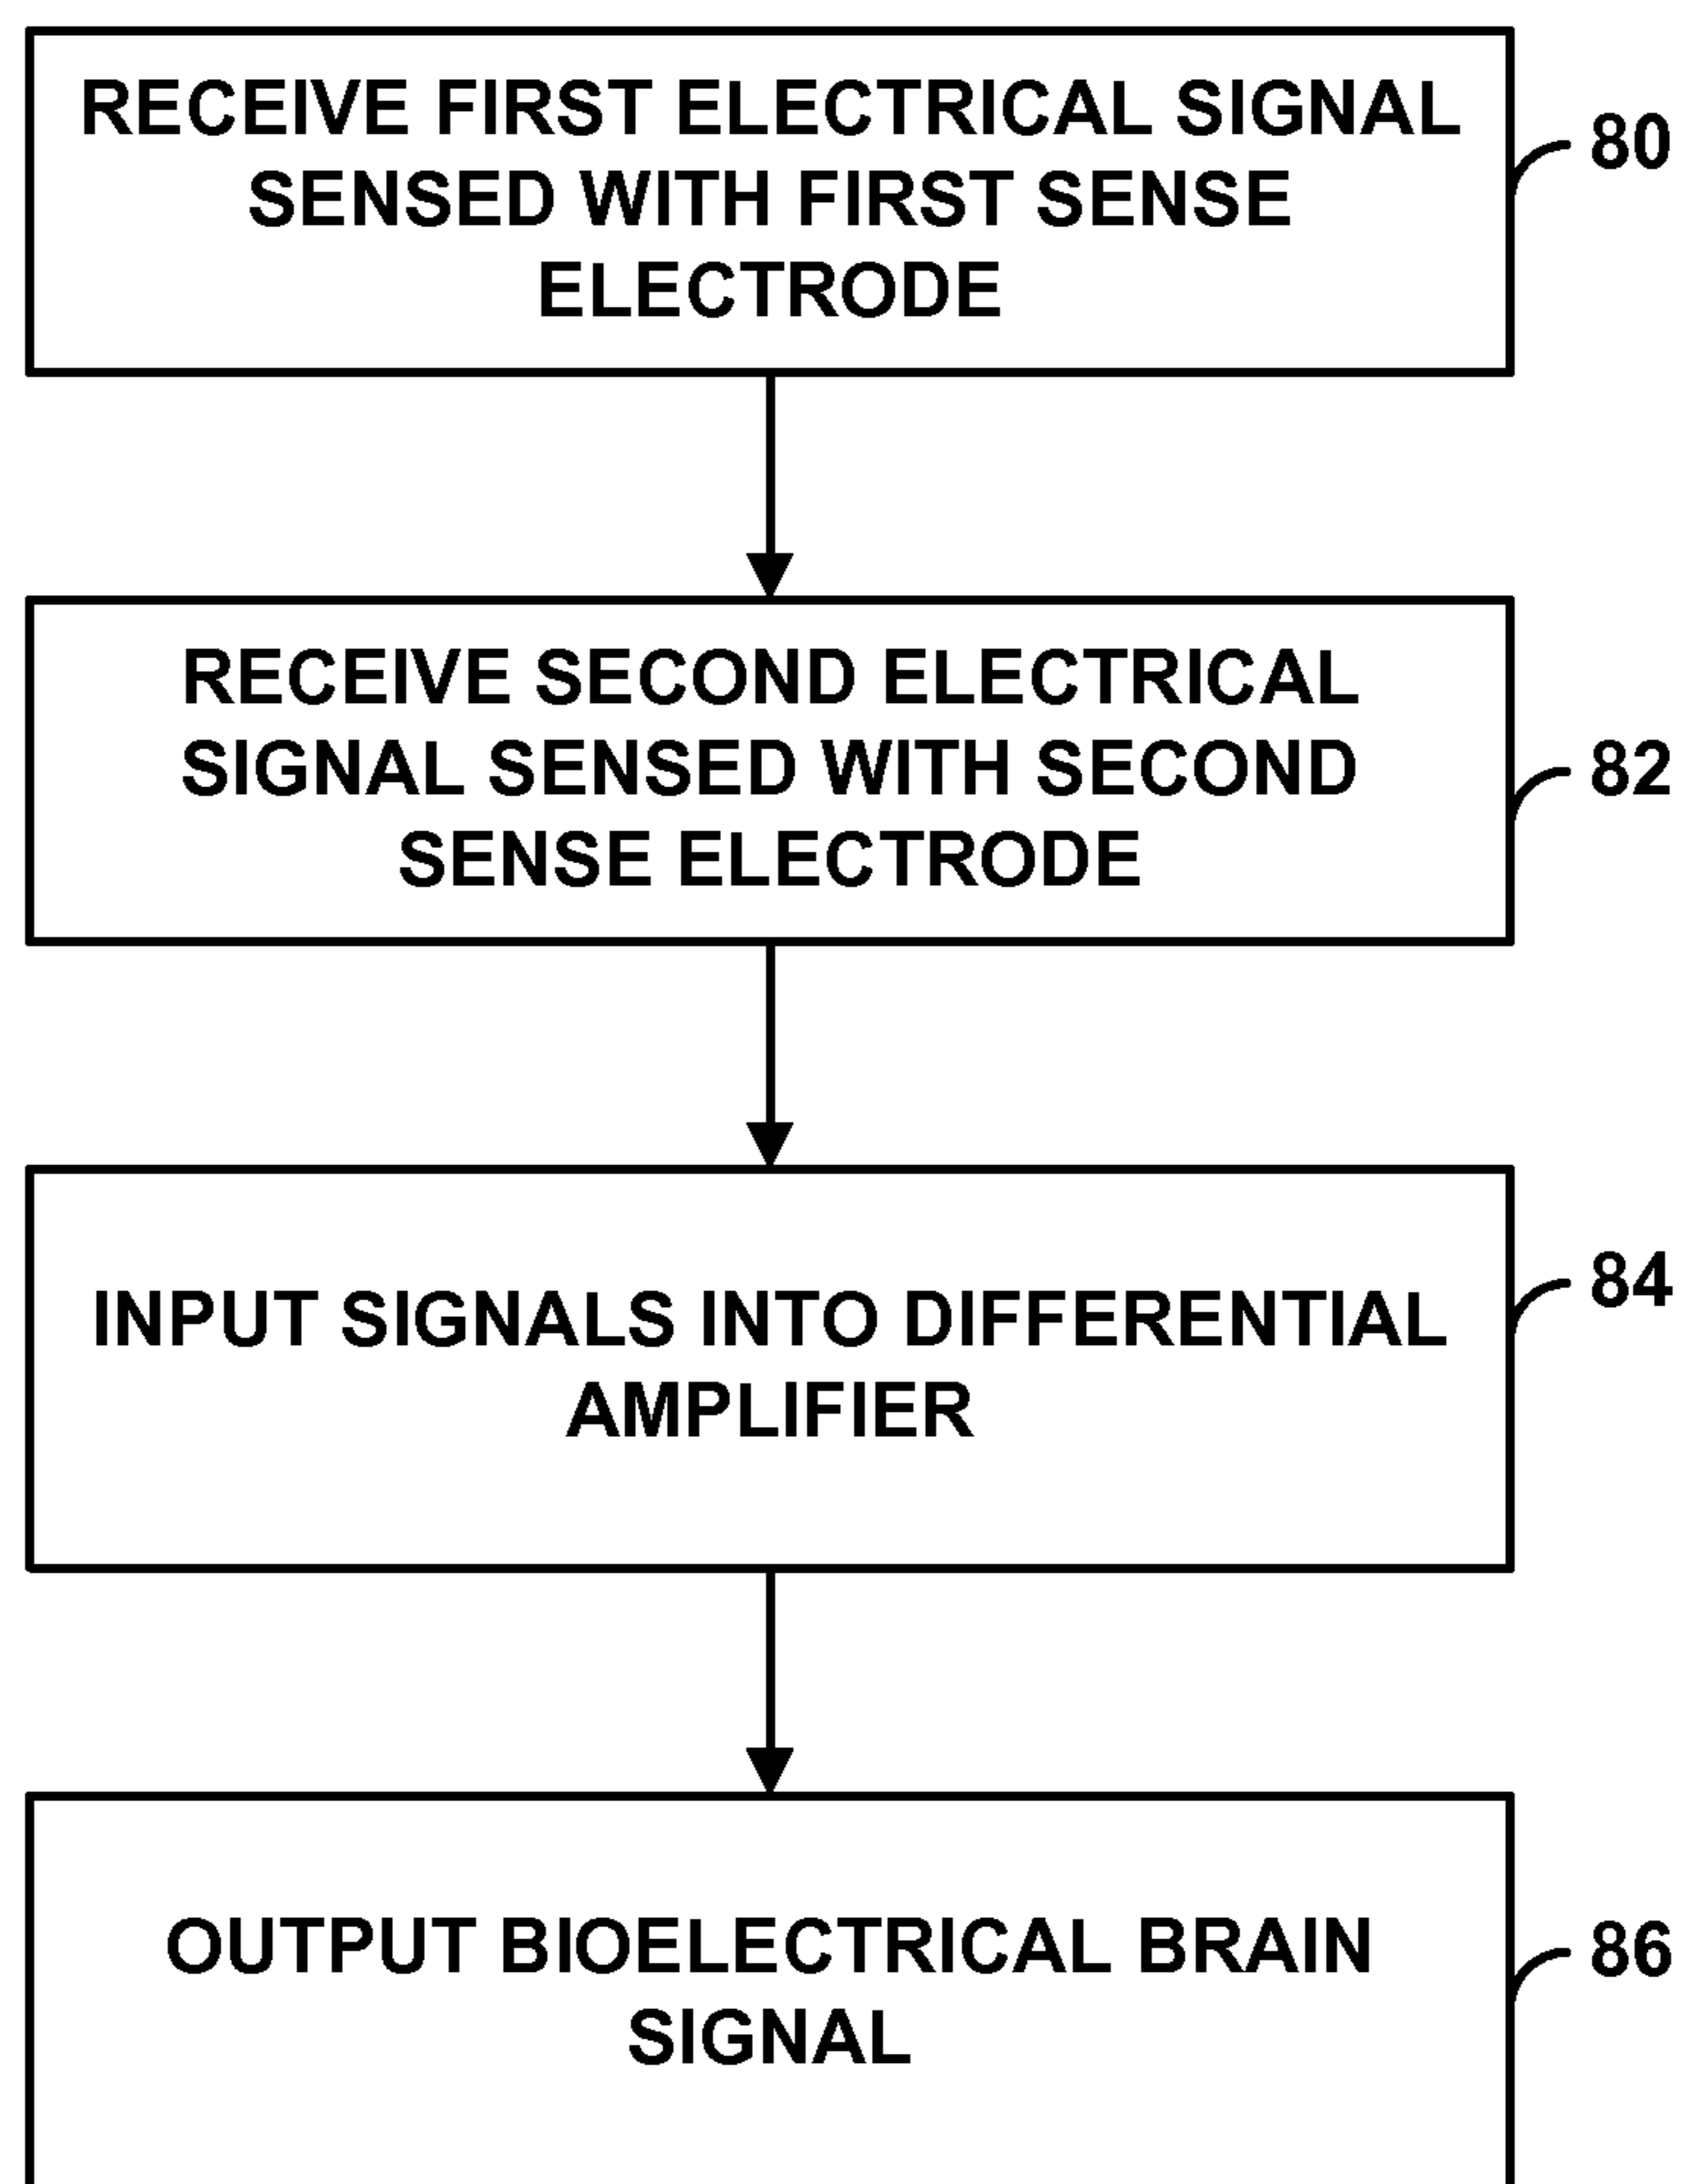 RECEIVE FIRST ELECTRICAL SIGNAL
SENSED WITH FIRST SENSE
ELECTRODE
80
RECEIVE SECOND ELECTRICAL
SIGNAL SENSED WITH SECOND
SENSE ELECTRODE
82
INPUT SIGNALS INTO DIFFERENTIAL
AMPLIFIER
84
OUTPUT BIOELECTRICAL BRAIN
SIGNAL
86